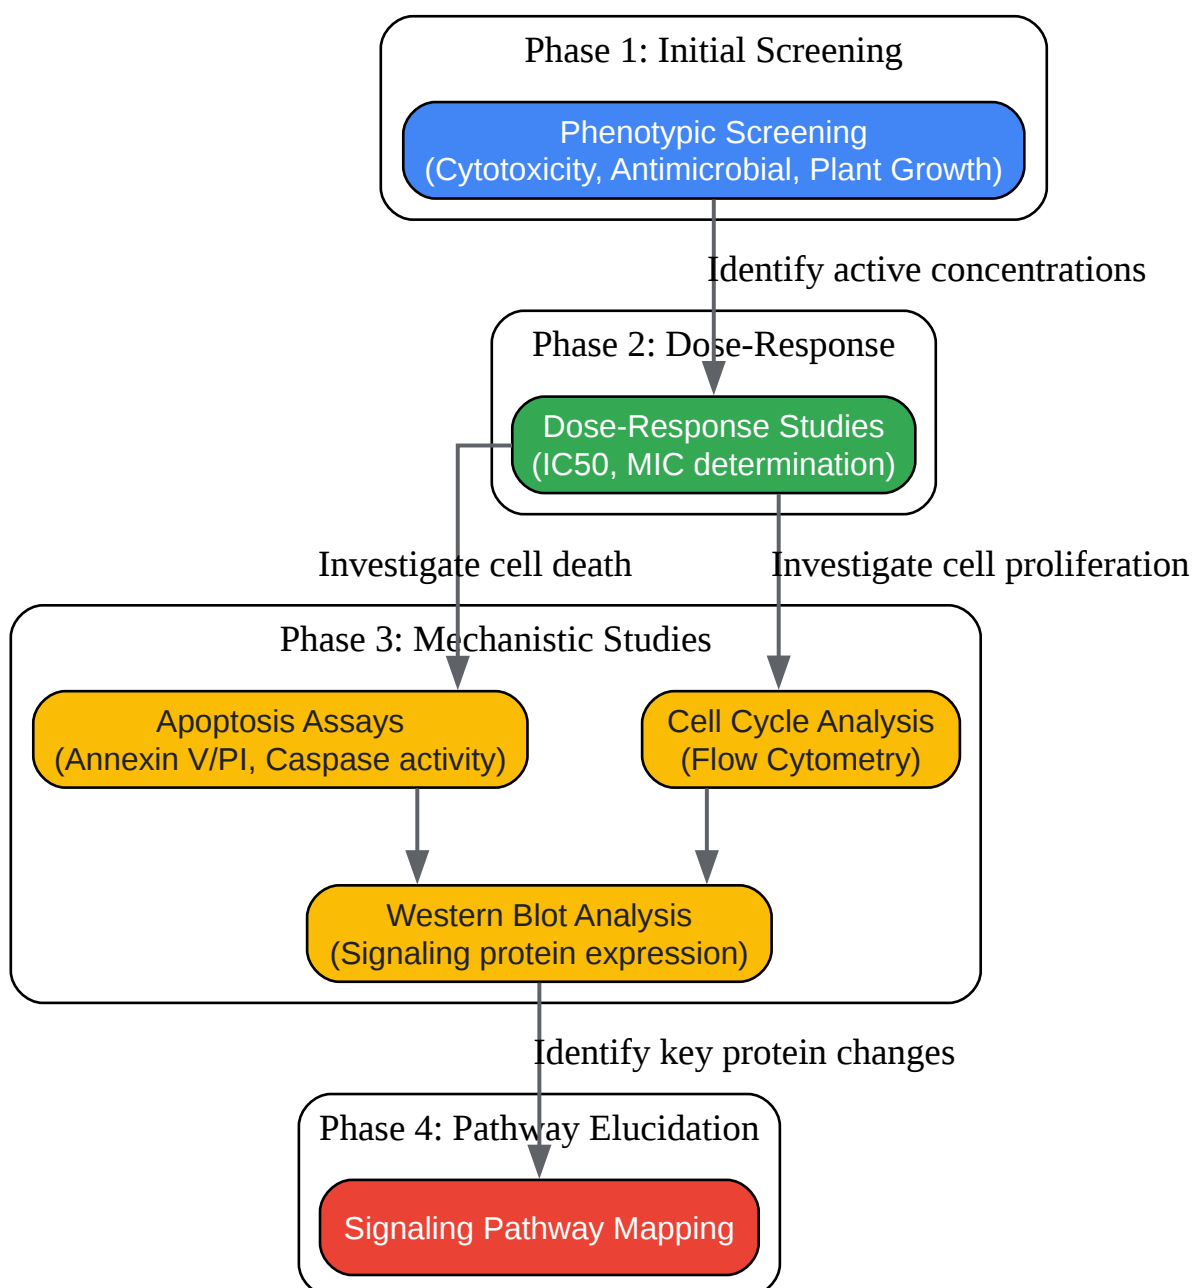 Phase 1: Initial Screening
Phenotypic Screening
(Cytotoxicity, Antimicrobial, Plant Growth)
Identify active concentrations
Phase 2: Dose-Response
Dose-Response Studies
(IC50, MIC determination)
Investigate cell death
Investigate cell proliferation
Phase 3: Mechanistic Studies
Apoptosis Assays
(Annexin V/PI, Caspase activity)
Cell Cycle Analysis
(Flow Cytometry)
Western Blot Analysis
(Signaling protein expression)
Identify key protein changes
Phase 4: Pathway Elucidation
Signaling Pathway Mapping